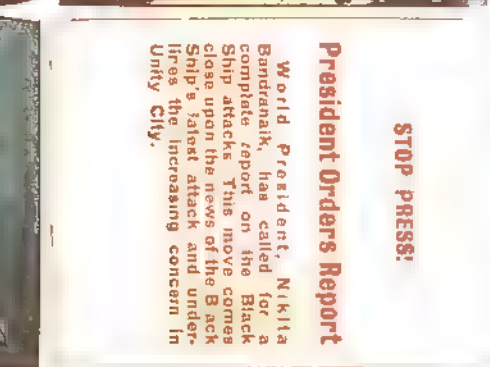 STOP PRESS!
President Orders Report
World President, Nikita
Bandranaik, has called for a
complete report on the Black
Ship attacks. This move comes
close upon the news of the Black
Ship's latest attack and under-
lines the increasing concern in
Unity City.